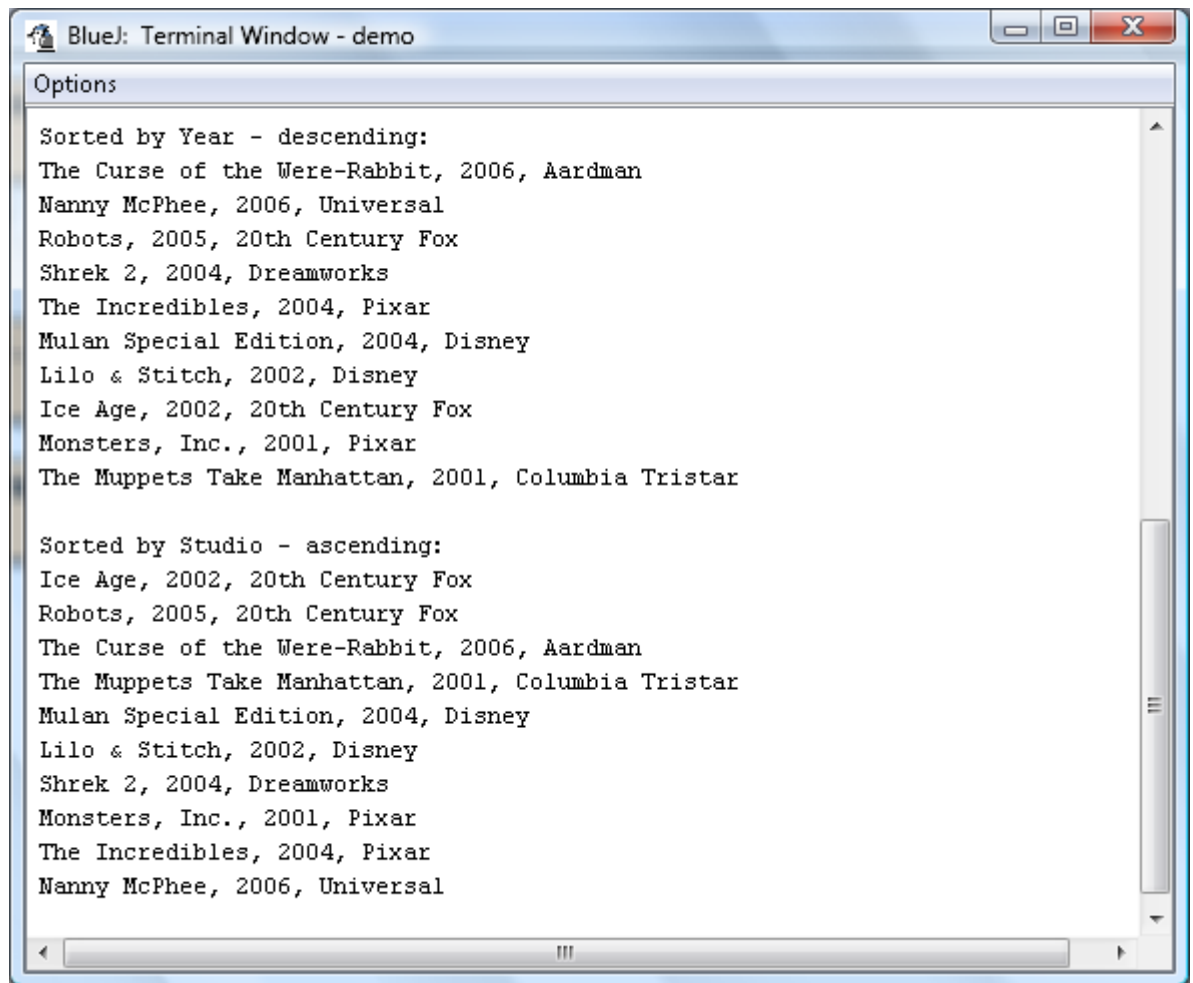 BlueJ: Terminal Window - demo
Options
Sorted by Year - descending:
The Curse of the Were-Rabbit, 2006, Aardman
Nanny McPhee, 2006, Universal
Robots, 2005, 20th Century Fox
Shrek 2, 2004, Dreamworks
The Incredibles, 2004, Pixar
Mulan Special Edition, 2004, Disney
Lilo & Stitch, 2002, Disney
Ice Age, 2002, 20th Century Fox
Monsters, Inc., 2001, Pixar
The Muppets Take Manhattan, 2001, Columbia Tristar
Sorted by Studio - ascending:
Ice Age, 2002, 20th Century Fox
Robots, 2005, 20th Century Fox
The Curse of the Were-Rabbit, 2006, Aardman
The Muppets Take Manhattan, 2001, Columbia Tristar
Mulan Special Edition, 2004, Disney
Lilo & Stitch, 2002, Disney
Shrek 2, 2004, Dreamworks
Monsters, Inc., 2001, Pixar
The Incredibles, 2004, Pixar
Nanny McPhee, 2006, Universal